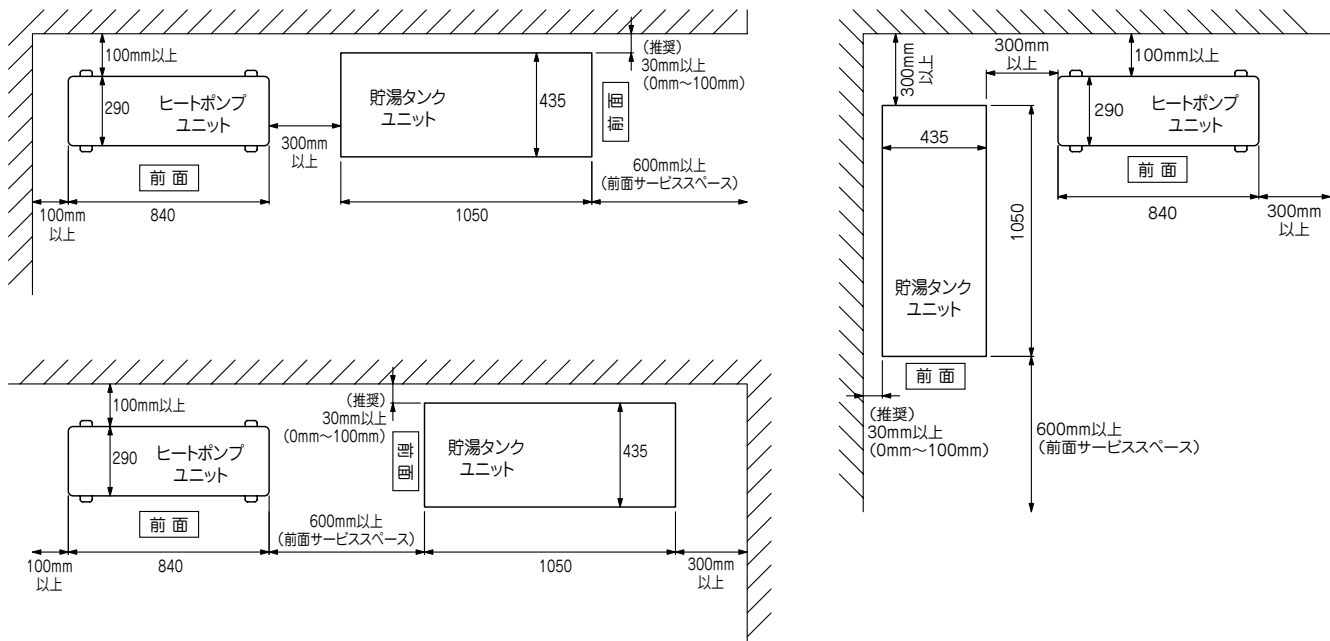 100mm以上
290
ヒートポンプ
ユニット
前 面
100mm
以上
840
300mm
以上
貯湯タンク
ユニット
435
1050
(推奨)
30mm以上
(0mm～100mm)
前 面
600mm以上
(前面サービススペース)
100mm以上
290
ヒートポンプ
ユニット
前 面
100mm
以上
840
(推奨)
30mm以上
(0mm～100mm)
前 面
600mm以上
(前面サービススペース)
貯湯タンク
ユニット
435
1050
300mm
以上
300mm
以上
300mm
以上
100mm以上
435
290
ヒートポンプ
ユニット
前 面
840
300mm
以上
1050
貯湯タンク
ユニット
前 面
(推奨)
30mm以上
(0mm～100mm)
600mm以上
(前面サービススペース)